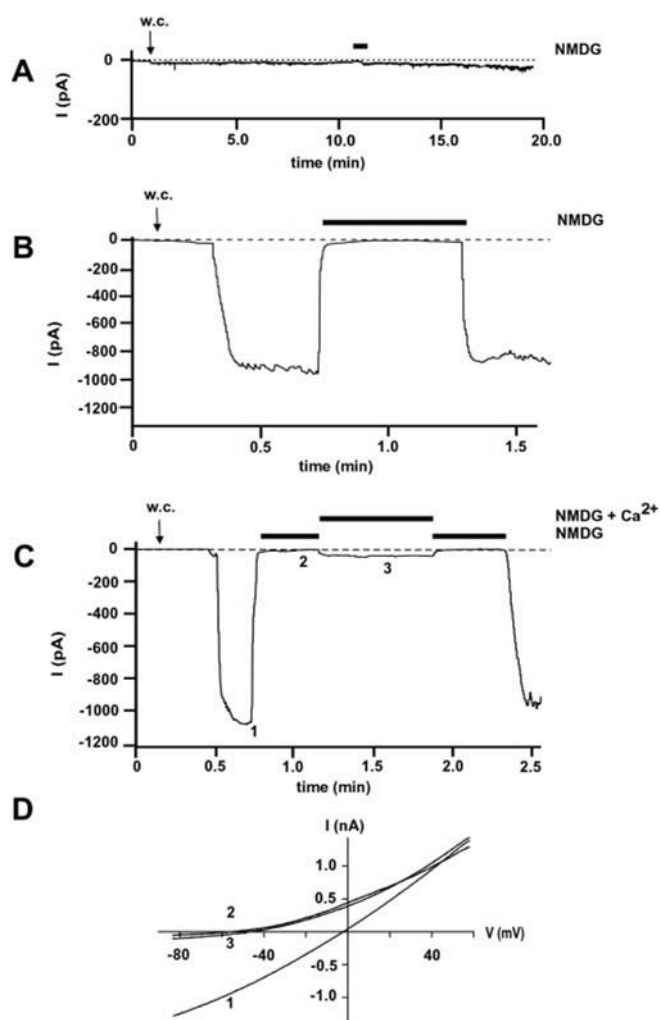 w.c.
NMDG
A
I (pA)
0
-200
0 5.0 10.0 15.0 20.0
time (min)
w.c.
NMDG
B
I (pA)
0
-200
-400
-600
-800
-1000
-1200
0 0.5 1.0 1.5
time (min)
w.c.
NMDG + Ca2+
NMDG
C
I (pA)
0
-200
-400
-600
-800
-1000
-1200
2
3
1
0 0.5 1.0 1.5 2.0 2.5
time (min)
D
I (nA)
1.0
0.5
2
3
V (mV)
-80 -40 40
-0.5
-1.0
1